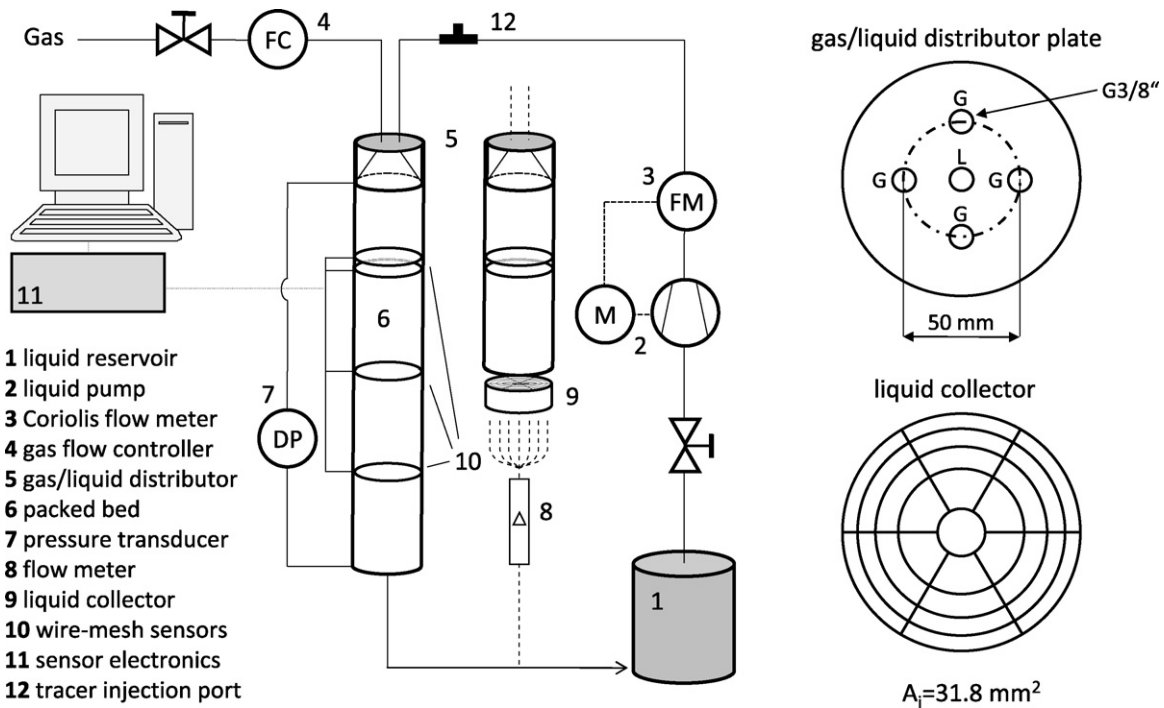 Gas
FC
4
12
5
3
FM
M
2
11
6
7
DP
10
9
8
1
1 liquid reservoir
2 liquid pump
3 Coriolis flow meter
4 gas flow controller
5 gas/liquid distributor
6 packed bed
7 pressure transducer
8 flow meter
9 liquid collector
10 wire-mesh sensors
11 sensor electronics
12 tracer injection port
gas/liquid distributor plate
G3/8“
G
L
G
G
G
50 mm
liquid collector
Aᵢ=31.8 mm²